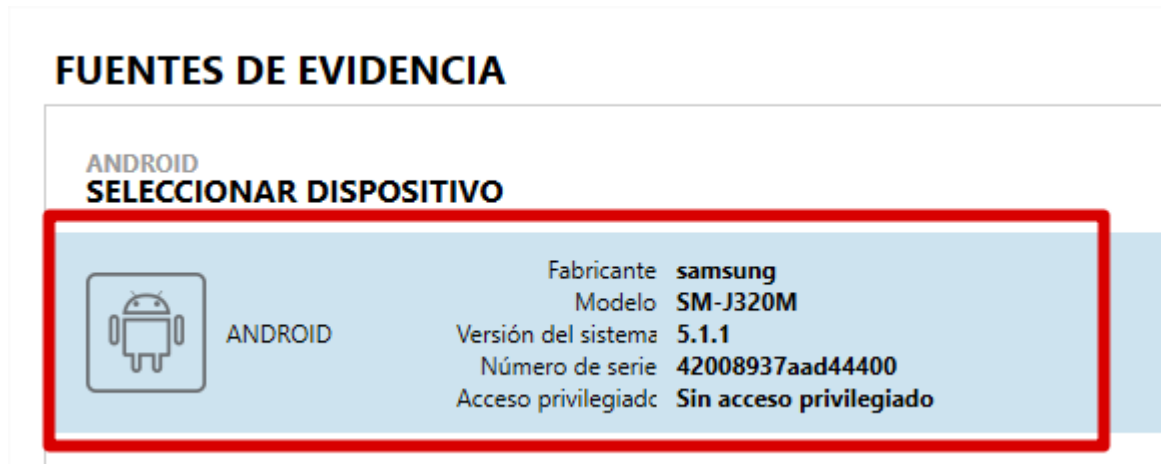 FUENTES DE EVIDENCIA
ANDROID
SELECCIONAR DISPOSITIVO
ANDROID
Fabricante samsung
Modelo SM-J320M
Versión del sistema 5.1.1
Número de serie 42008937aad44400
Acceso privilegiado Sin acceso privilegiado